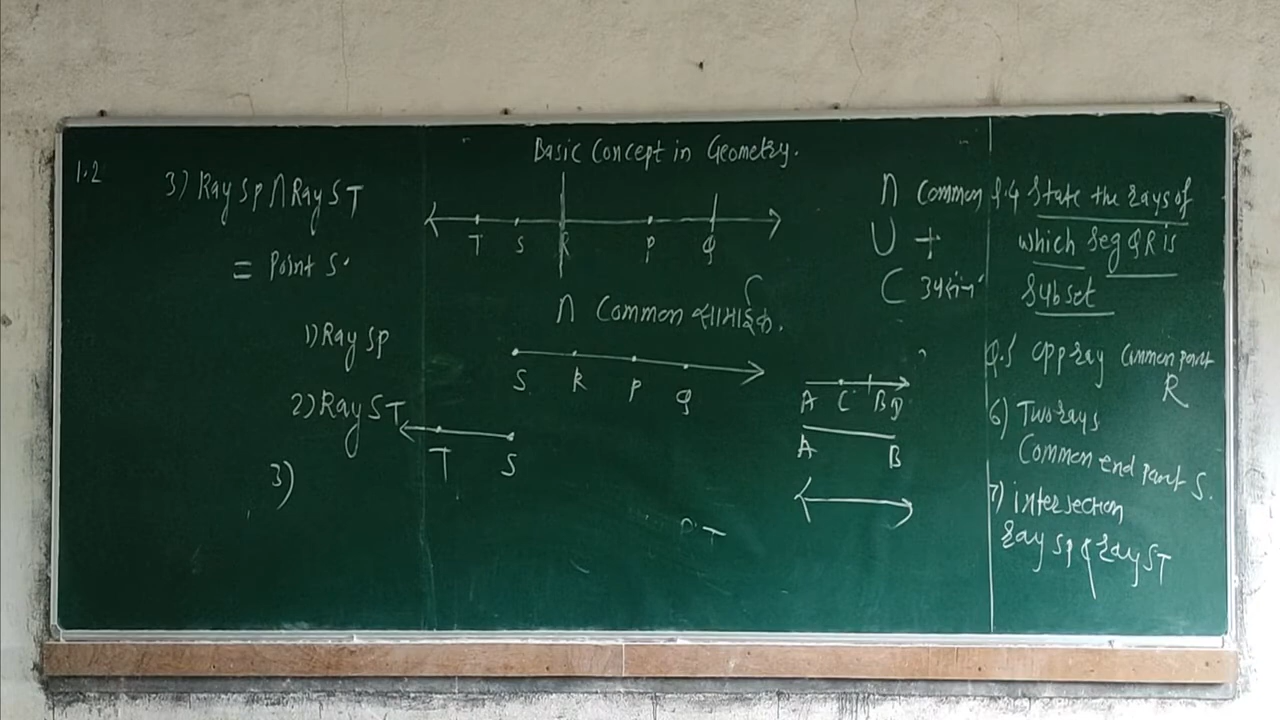 Basic Concept in Geometry.
1.2
3) Ray SP ∩ Ray ST
= Point S.
1) Ray SP
2) Ray ST
3)
T S R P Q
∩ Common सामाईक.
S R P Q
T S
A C B D
A B
∩ Common
U +
C
Q.4 State the rays of
which Seg QR is
Subset
Q.5 opp ray Common point
R
6) Two rays
Common end point S.
7) intersection
Ray SP & Ray ST